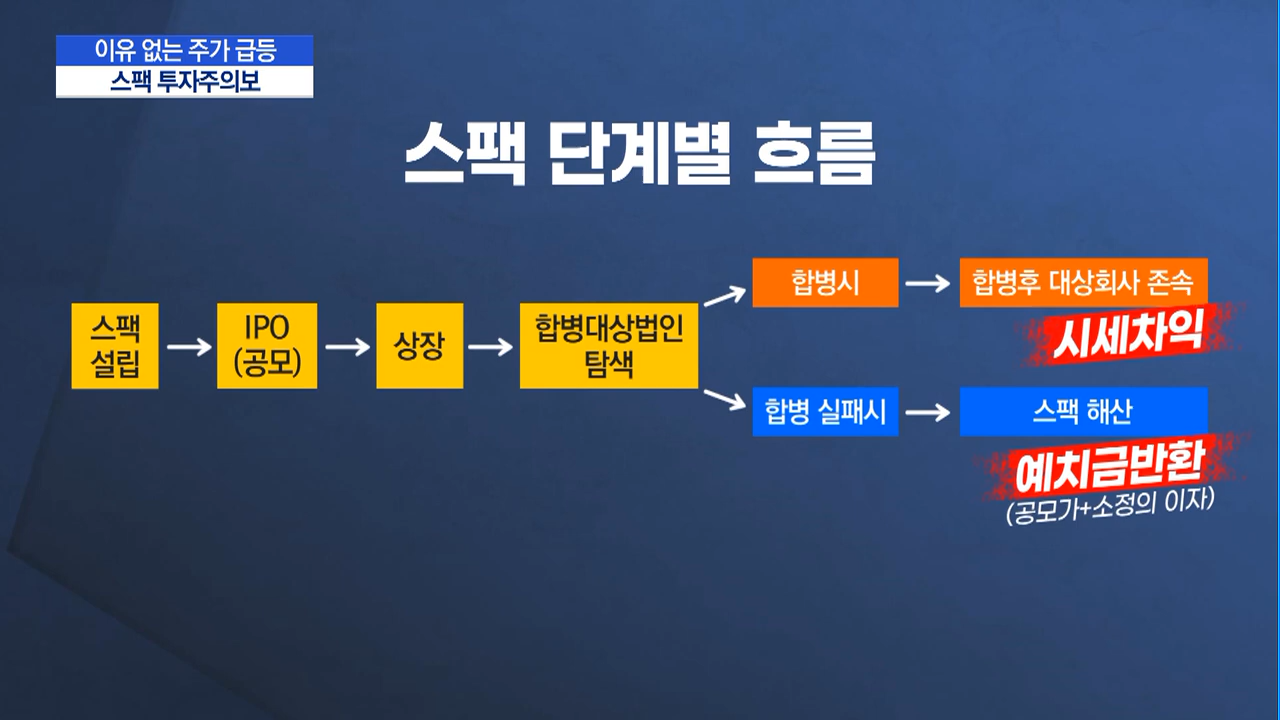 이유 없는 주가 급등
스팩 투자주의보
스팩 단계별 흐름
스팩
설립
IPO
(공모)
상장
합병대상법인
탐색
합병시
합병후 대상회사 존속
시세차익
합병 실패시
스팩 해산
예치금반환
(공모가+소정의 이자)